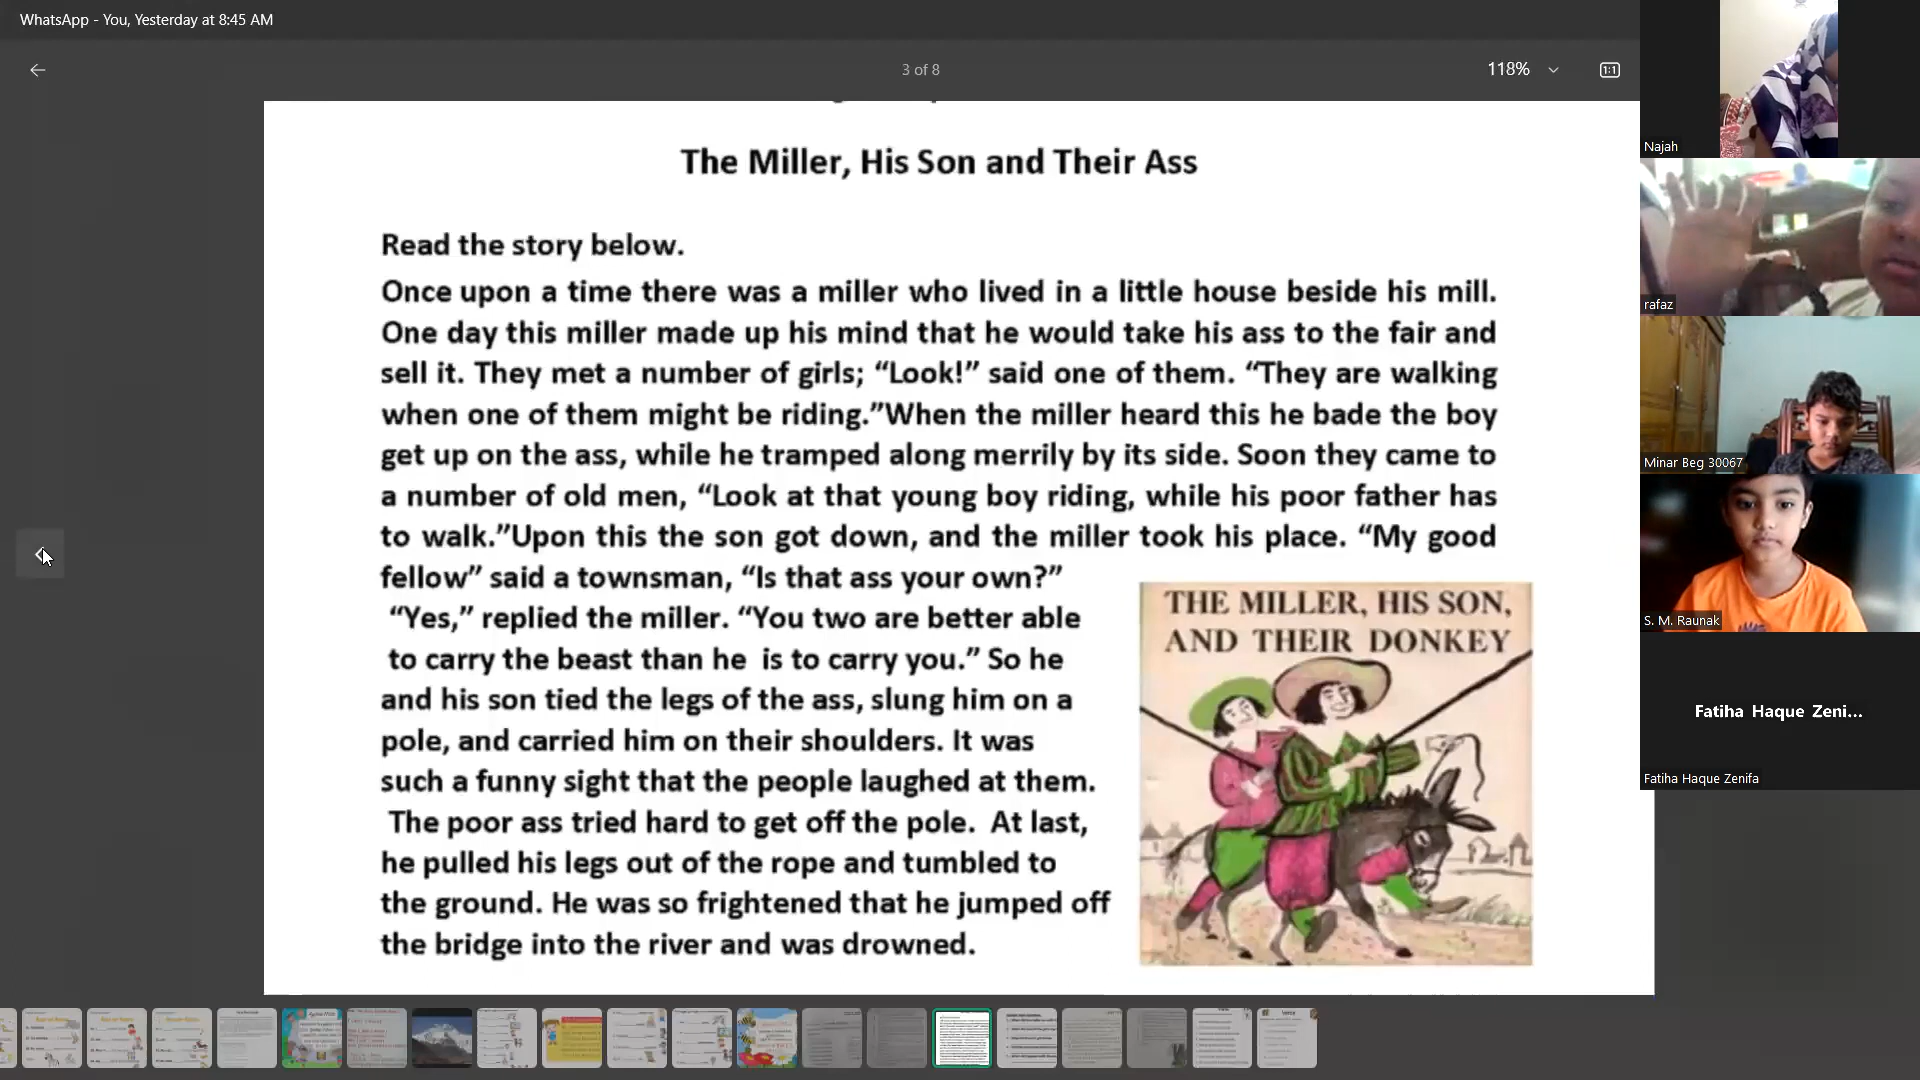 WhatsApp - You, Yesterday at 8:45 AM
3 of 8
118%
1:1
The Miller, His Son and Their Ass
Read the story below.
Once upon a time there was a miller who lived in a little house beside his mill.
One day this miller made up his mind that he would take his ass to the fair and
sell it. They met a number of girls; “Look!” said one of them. “They are walking
when one of them might be riding.”When the miller heard this he bade the boy
get up on the ass, while he tramped along merrily by its side. Soon they came to
a number of old men, “Look at that young boy riding, while his poor father has
to walk.”Upon this the son got down, and the miller took his place. “My good
fellow” said a townsman, “Is that ass your own?”
“Yes,” replied the miller. “You two are better able
to carry the beast than he is to carry you.” So he
and his son tied the legs of the ass, slung him on a
pole, and carried him on their shoulders. It was
such a funny sight that the people laughed at them.
The poor ass tried hard to get off the pole. At last,
he pulled his legs out of the rope and tumbled to
the ground. He was so frightened that he jumped off
the bridge into the river and was drowned.
THE MILLER, HIS SON,
AND THEIR DONKEY
Najah
rafaz
Minar Beg 30067
S. M. Raunak
Fatiha Haque Zeni...
Fatiha Haque Zenifa